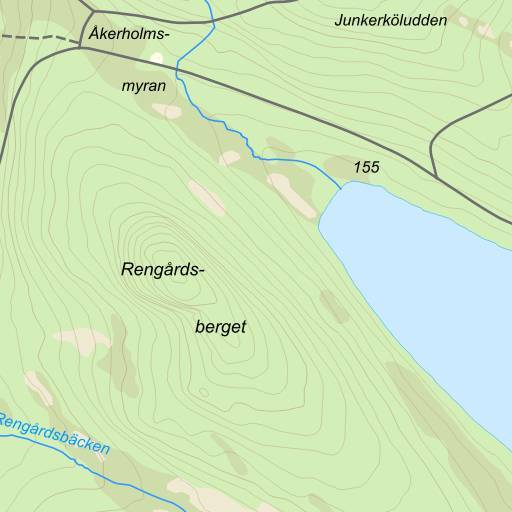 Junkerköludden
Åkerholms-
myran
155
Rengårds-
berget
Rengårdsbäcken